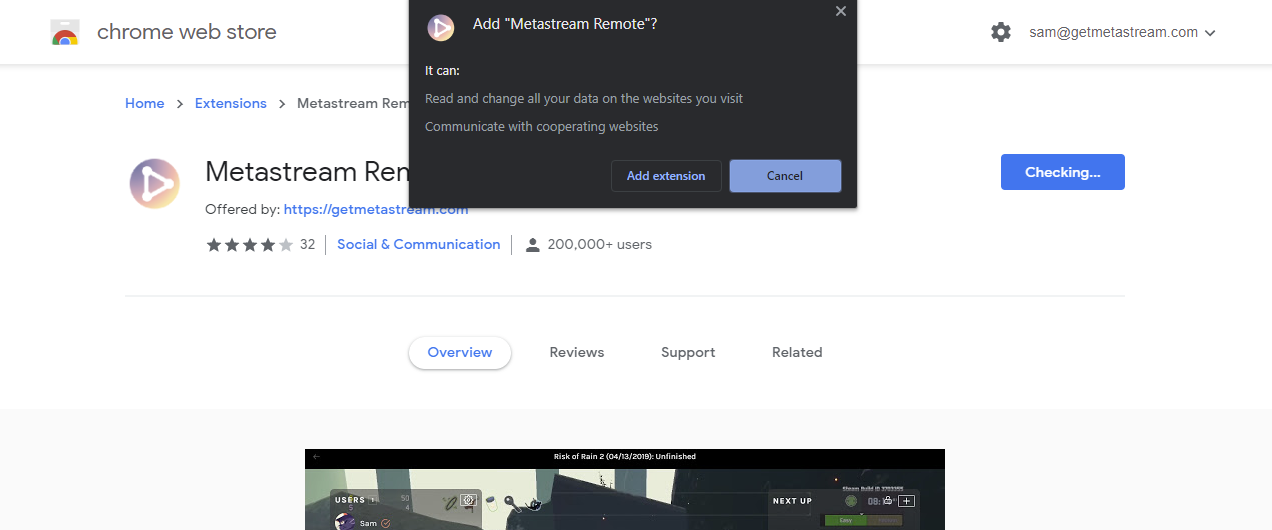 chrome web store
sam@getmetastream.com
Add "Metastream Remote"?
It can:
Read and change all your data on the websites you visit
Communicate with cooperating websites
Add extension
Cancel
Home
Extensions
Metastream Rem
Metastream Ren
Checking...
Offered by: https://getmetastream.com
32
Social & Communication
200,000+ users
Overview
Reviews
Support
Related
Risk of Rain 2 (04/13/2019): Unfinished
USERS 1
50
NEXT UP
Sam
Easy